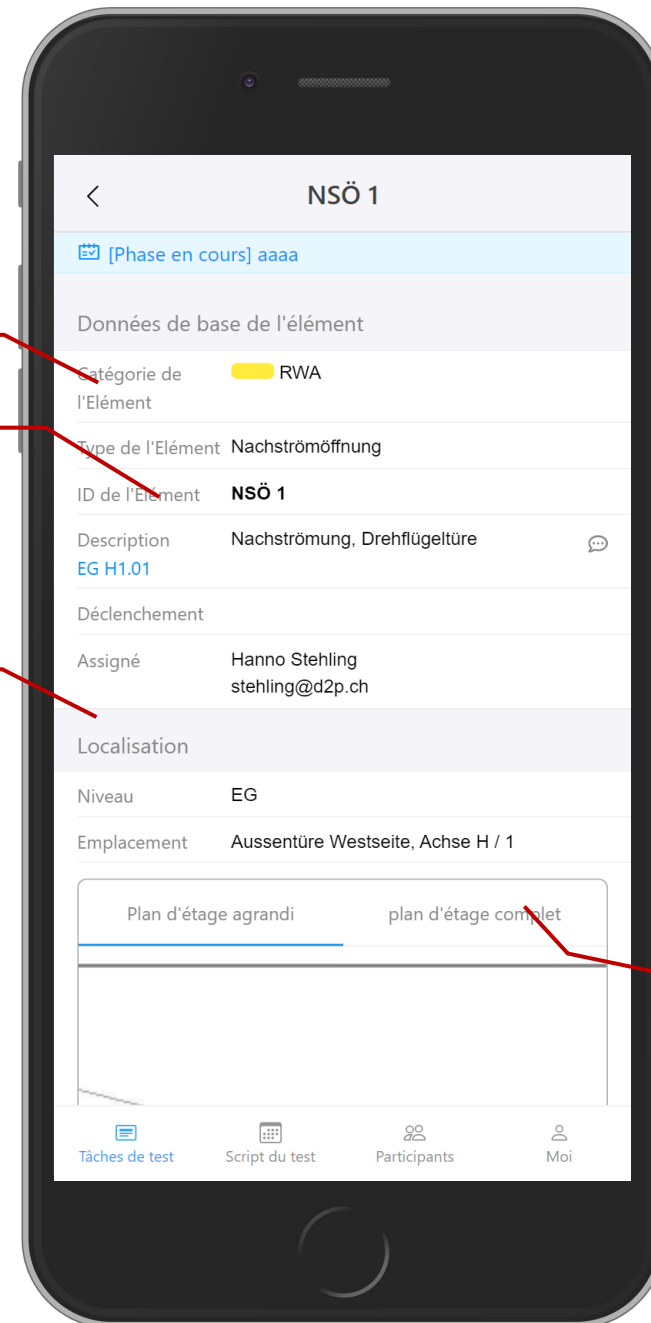 NSÖ 1
[Phase en cours] aaaa
Données de base de l'élément
Catégorie de RWA
l'Elément
Type de l'Elément Nachströmöffnung
ID de l'Elément NSÖ 1
Description Nachströmung, Drehflügeltüre
EG H1.01
Déclenchement
Assigné Hanno Stehling
stehling@d2p.ch
Localisation
Niveau EG
Emplacement Aussentüre Westseite, Achse H / 1
Plan d'étage agrandi plan d'étage complet
Tâches de test Script du test Participants Moi